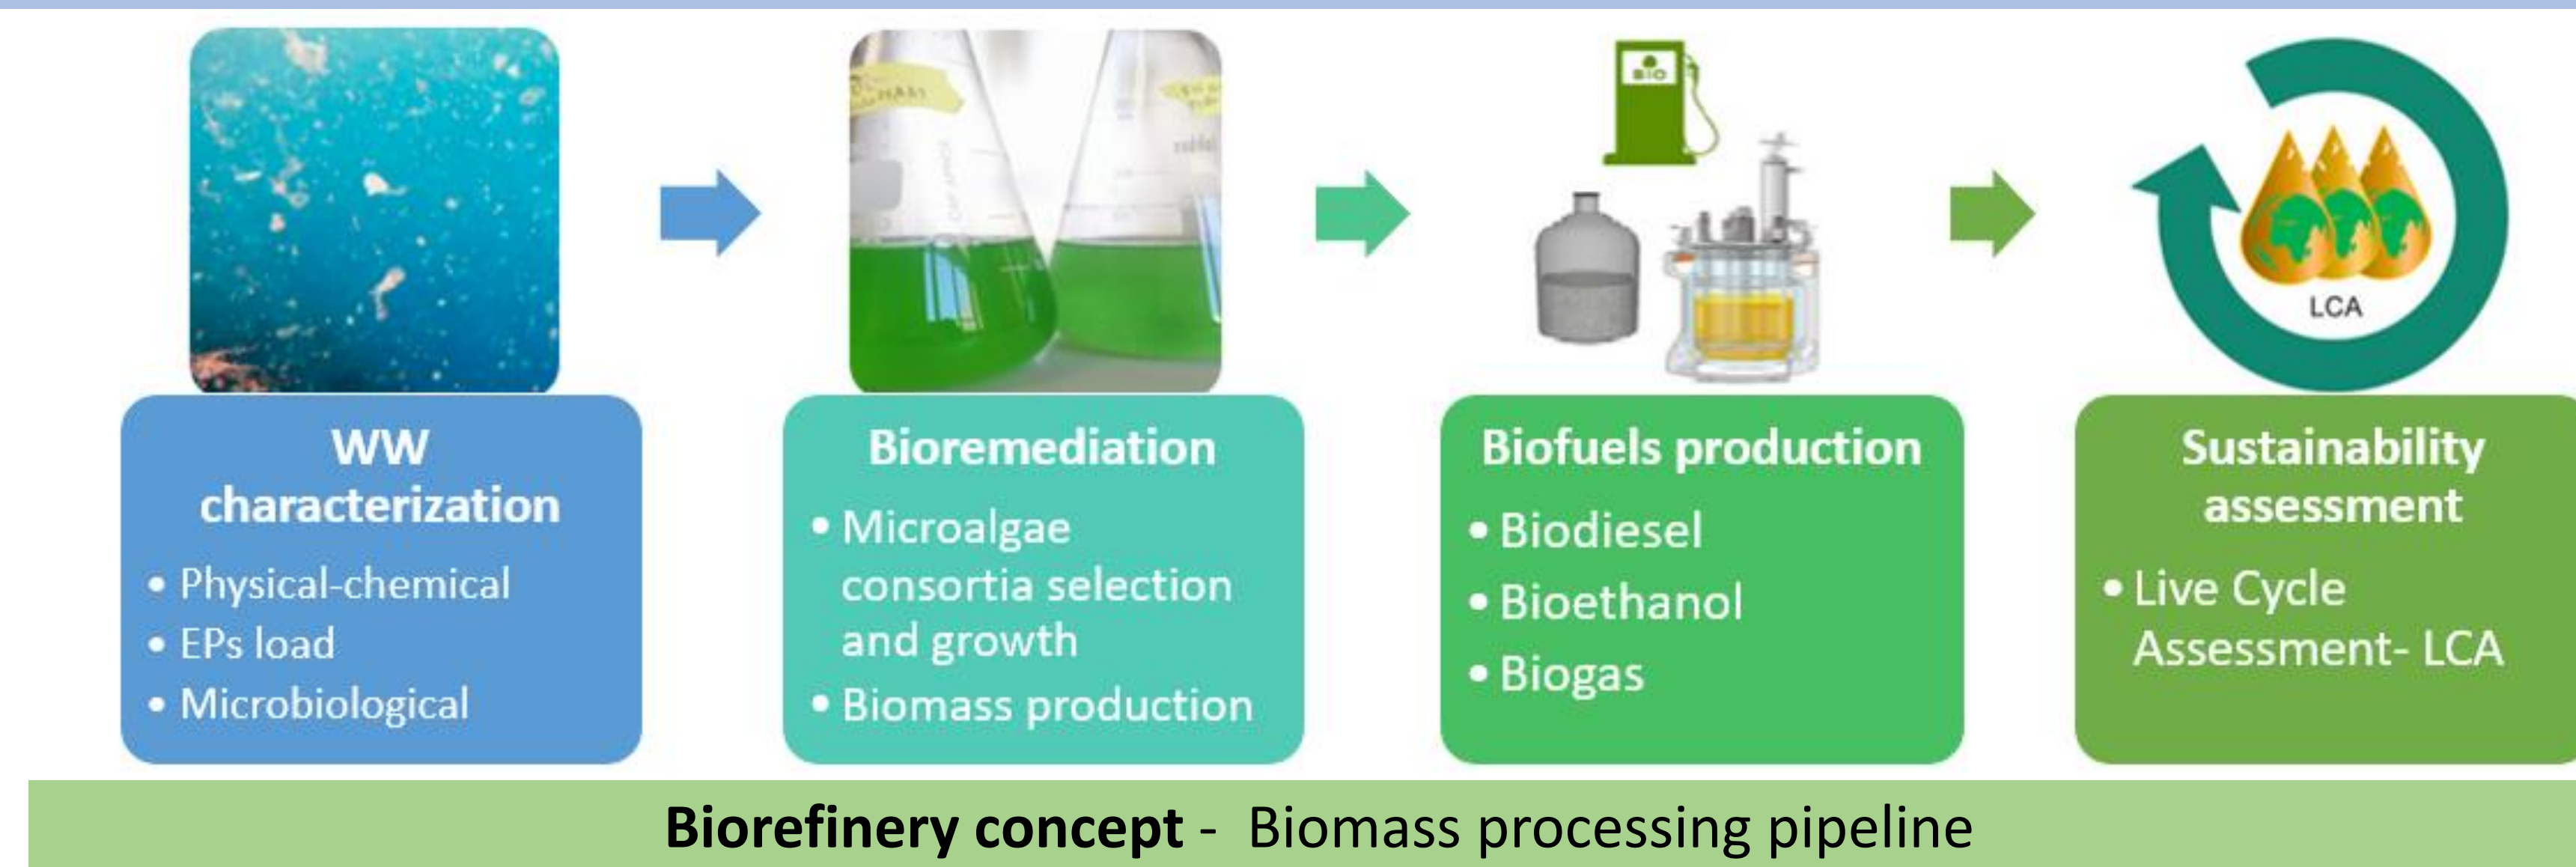 BIO
LCA
WW
characterization
• Physical-chemical
• EPs load
• Microbiological
Bioremediation
• Microalgae
consortia selection
and growth
• Biomass production
Biofuels production
• Biodiesel
• Bioethanol
• Biogas
Sustainability
assessment
• Live Cycle
Assessment- LCA
Biorefinery concept - Biomass processing pipeline